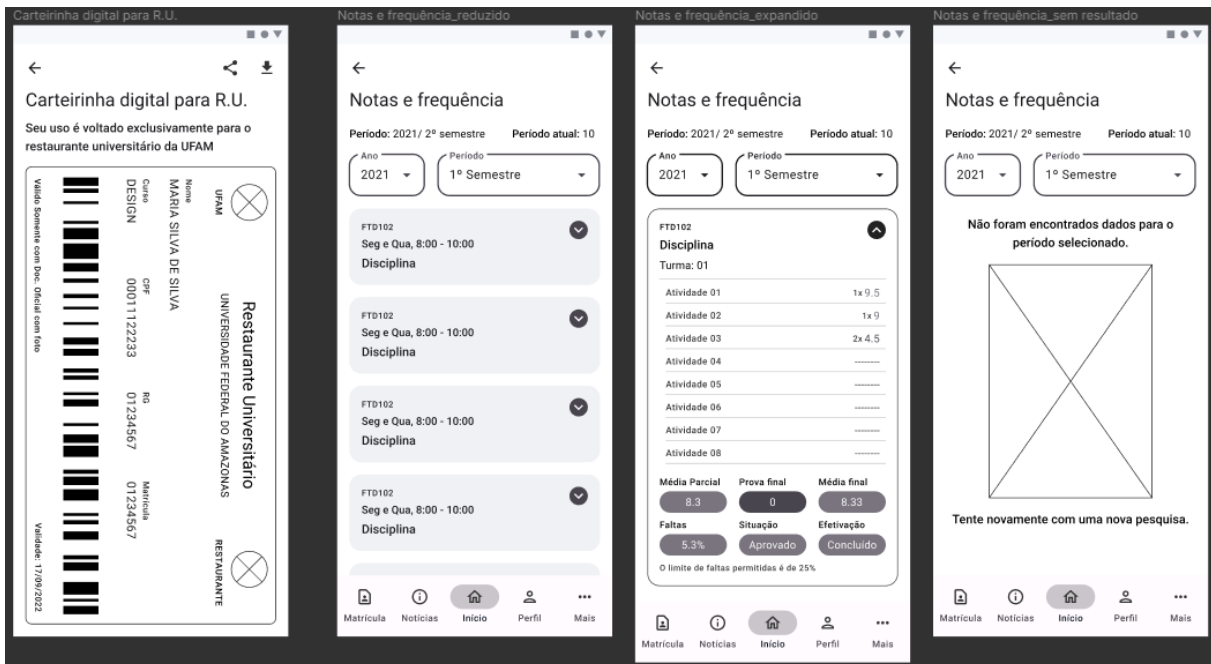 Carteirinha digital para R.U.
Carteirinha digital para R.U.
Seu uso é voltado exclusivamente para o
restaurante universitário da UFAM
UFAM
Restaurante Universitário
UNIVERSIDADE FEDERAL DO AMAZONAS
RESTAURANTE
Nome
MARIA SILVA DE SILVA
Curso
DESIGN
CPF
00011122233
RG
01234567
Matrícula
01234567
Válido Somente com Doc. Oficial com foto
Validade: 17/09/2022
Notas e frequência_reduzido
Notas e frequência
Período: 2021/ 2º semestre Período atual: 10
Ano Período
2021 1º Semestre
FTD102
Seg e Qua, 8:00 - 10:00
Disciplina
FTD102
Seg e Qua, 8:00 - 10:00
Disciplina
FTD102
Seg e Qua, 8:00 - 10:00
Disciplina
FTD102
Seg e Qua, 8:00 - 10:00
Disciplina
Matrícula Notícias Início Perfil Mais
Notas e frequência_expandido
Notas e frequência
Período: 2021/ 2º semestre Período atual: 10
Ano Período
2021 1º Semestre
FTD102
Disciplina
Turma: 01
Atividade 01 1x 9.5
Atividade 02 1x 9
Atividade 03 2x 4.5
Atividade 04 --------
Atividade 05 --------
Atividade 06 --------
Atividade 07 --------
Atividade 08 --------
Média Parcial Prova final Média final
8.3 0 8.33
Faltas Situação Efetivação
5.3% Aprovado Concluído
O limite de faltas permitidas é de 25%
Matrícula Notícias Início Perfil Mais
Notas e frequência_sem resultado
Notas e frequência
Período: 2021/ 2º semestre Período atual: 10
Ano Período
2021 1º Semestre
Não foram encontrados dados para o
período selecionado.
Tente novamente com uma nova pesquisa.
Matrícula Notícias Início Perfil Mais